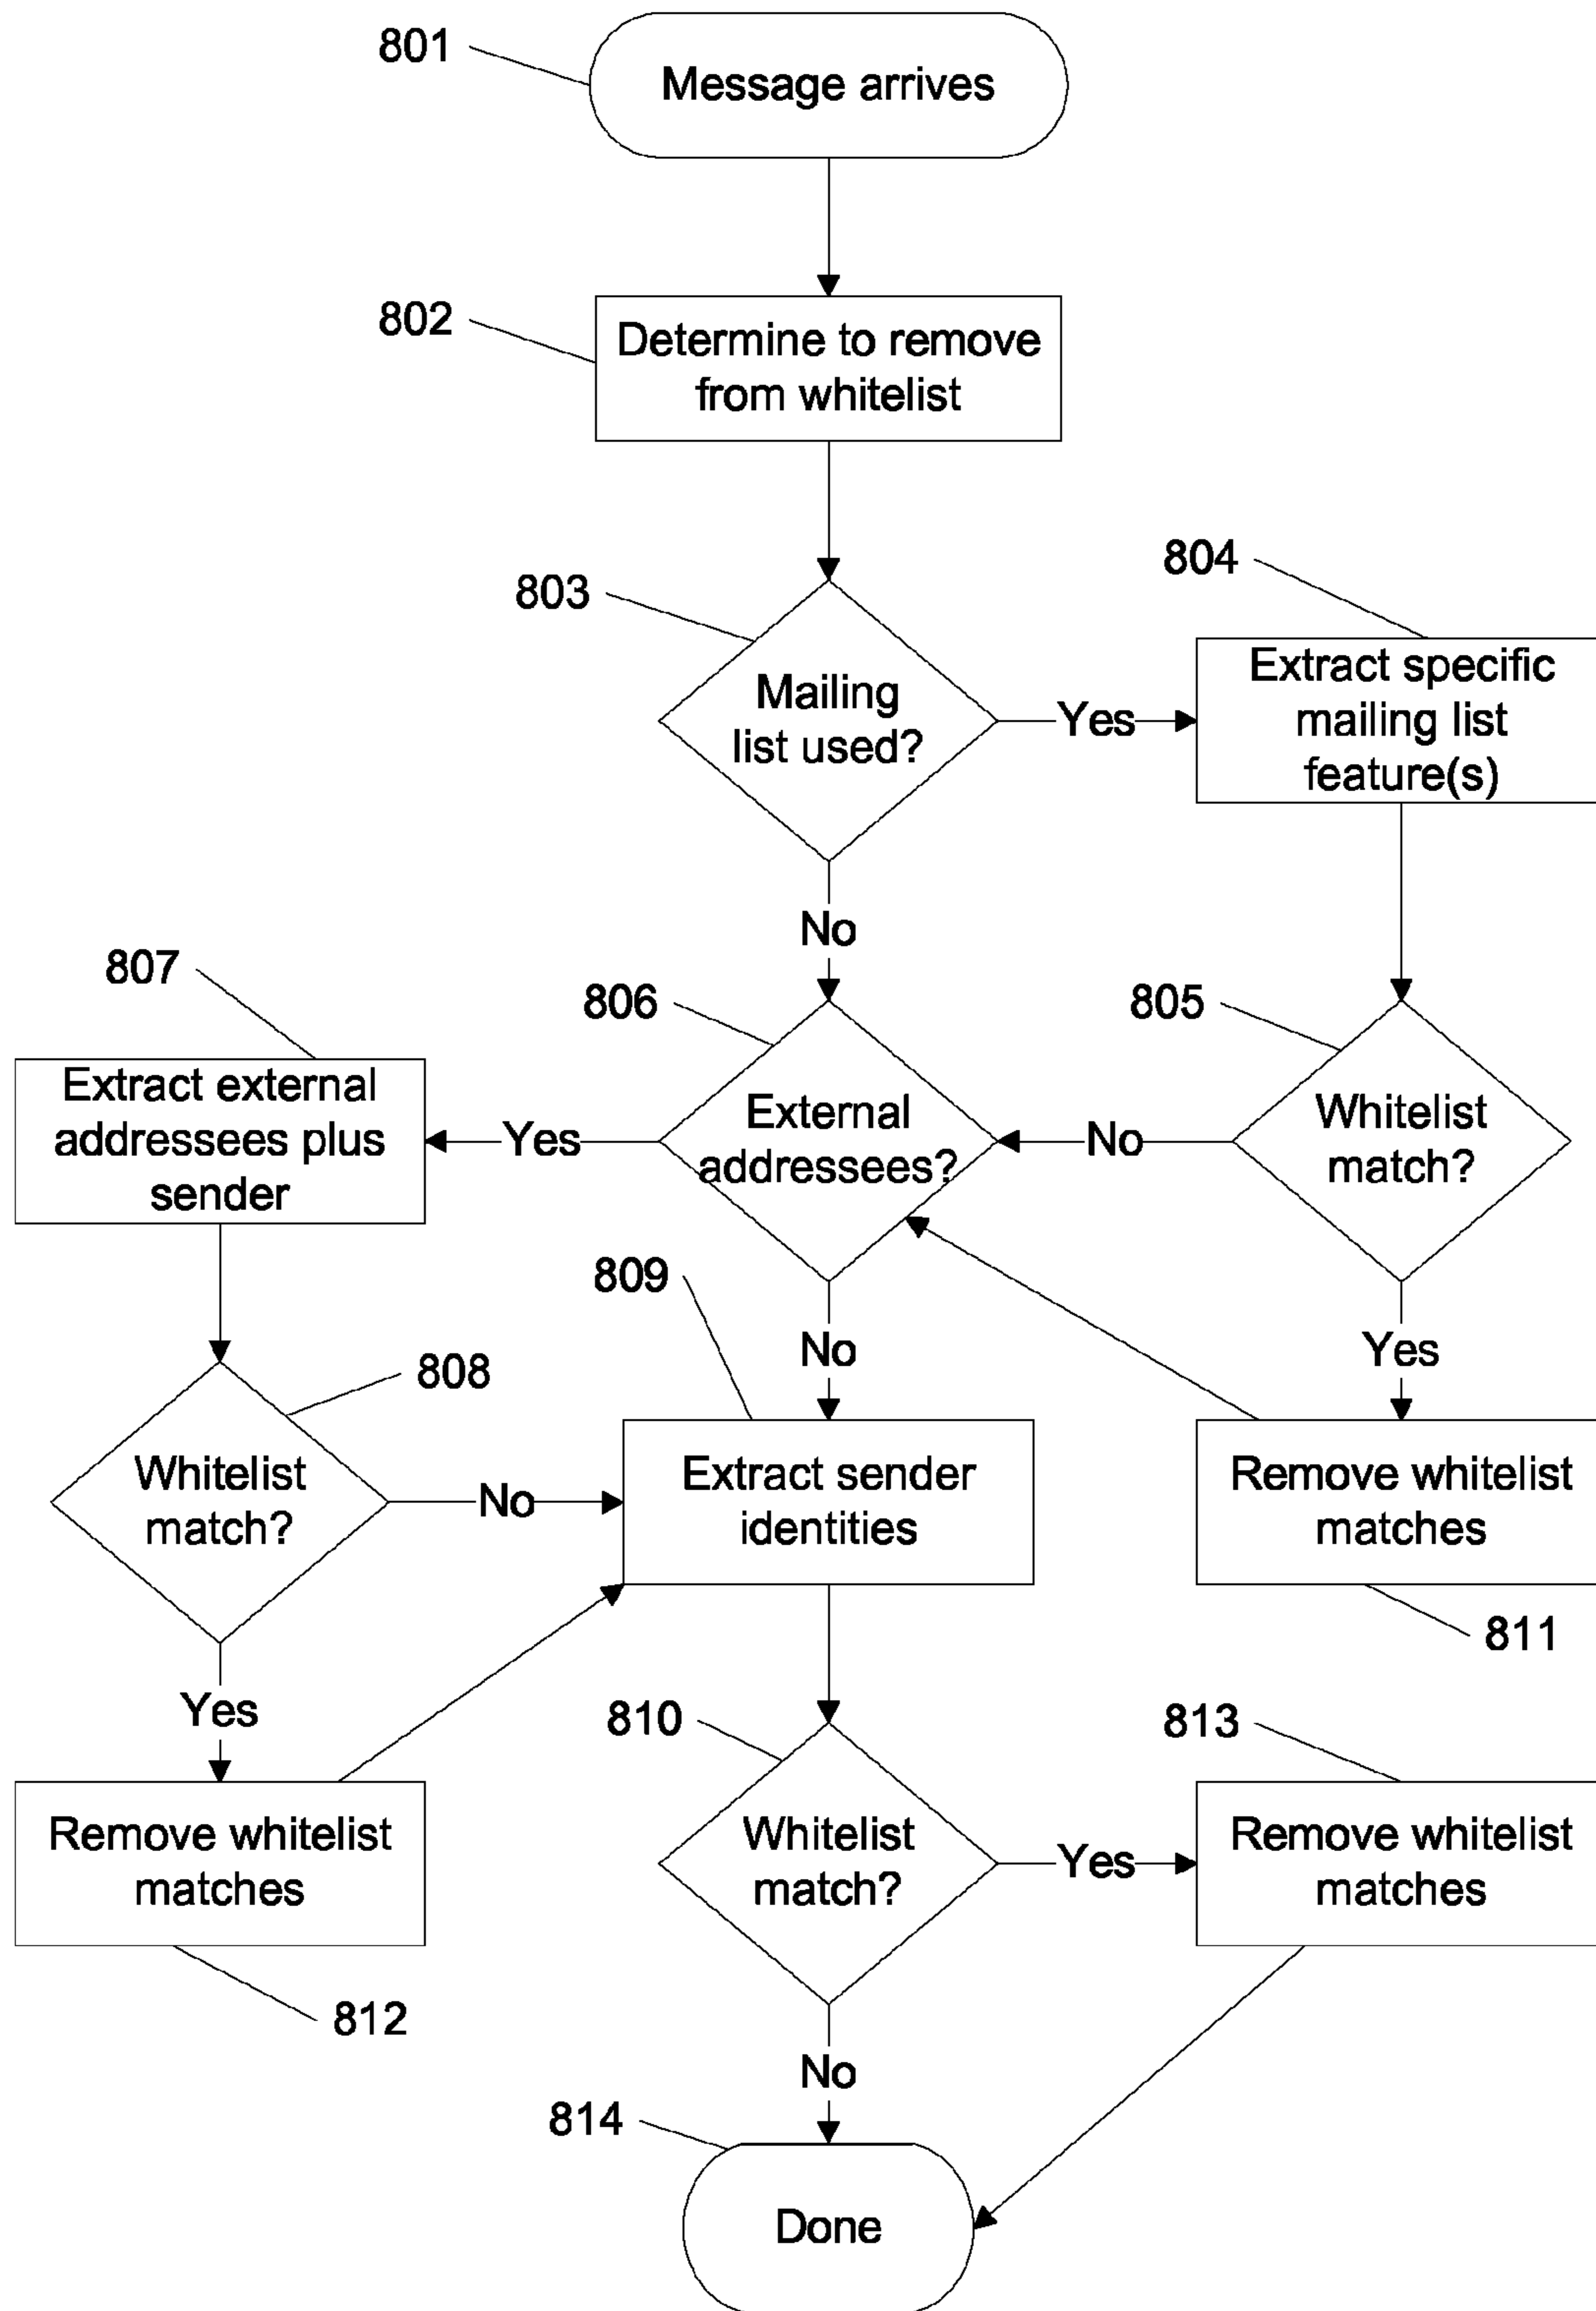 801
Message arrives
802
Determine to remove
from whitelist
803
Mailing
list used?
Yes
804
Extract specific
mailing list
feature(s)
No
807
Extract external
addressees plus
sender
Yes
806
External
addressees?
No
805
Whitelist
match?
808
Whitelist
match?
No
809
No
Extract sender
identities
Yes
Remove whitelist
matches
811
Yes
Remove whitelist
matches
812
810
Whitelist
match?
Yes
813
Remove whitelist
matches
No
814
Done